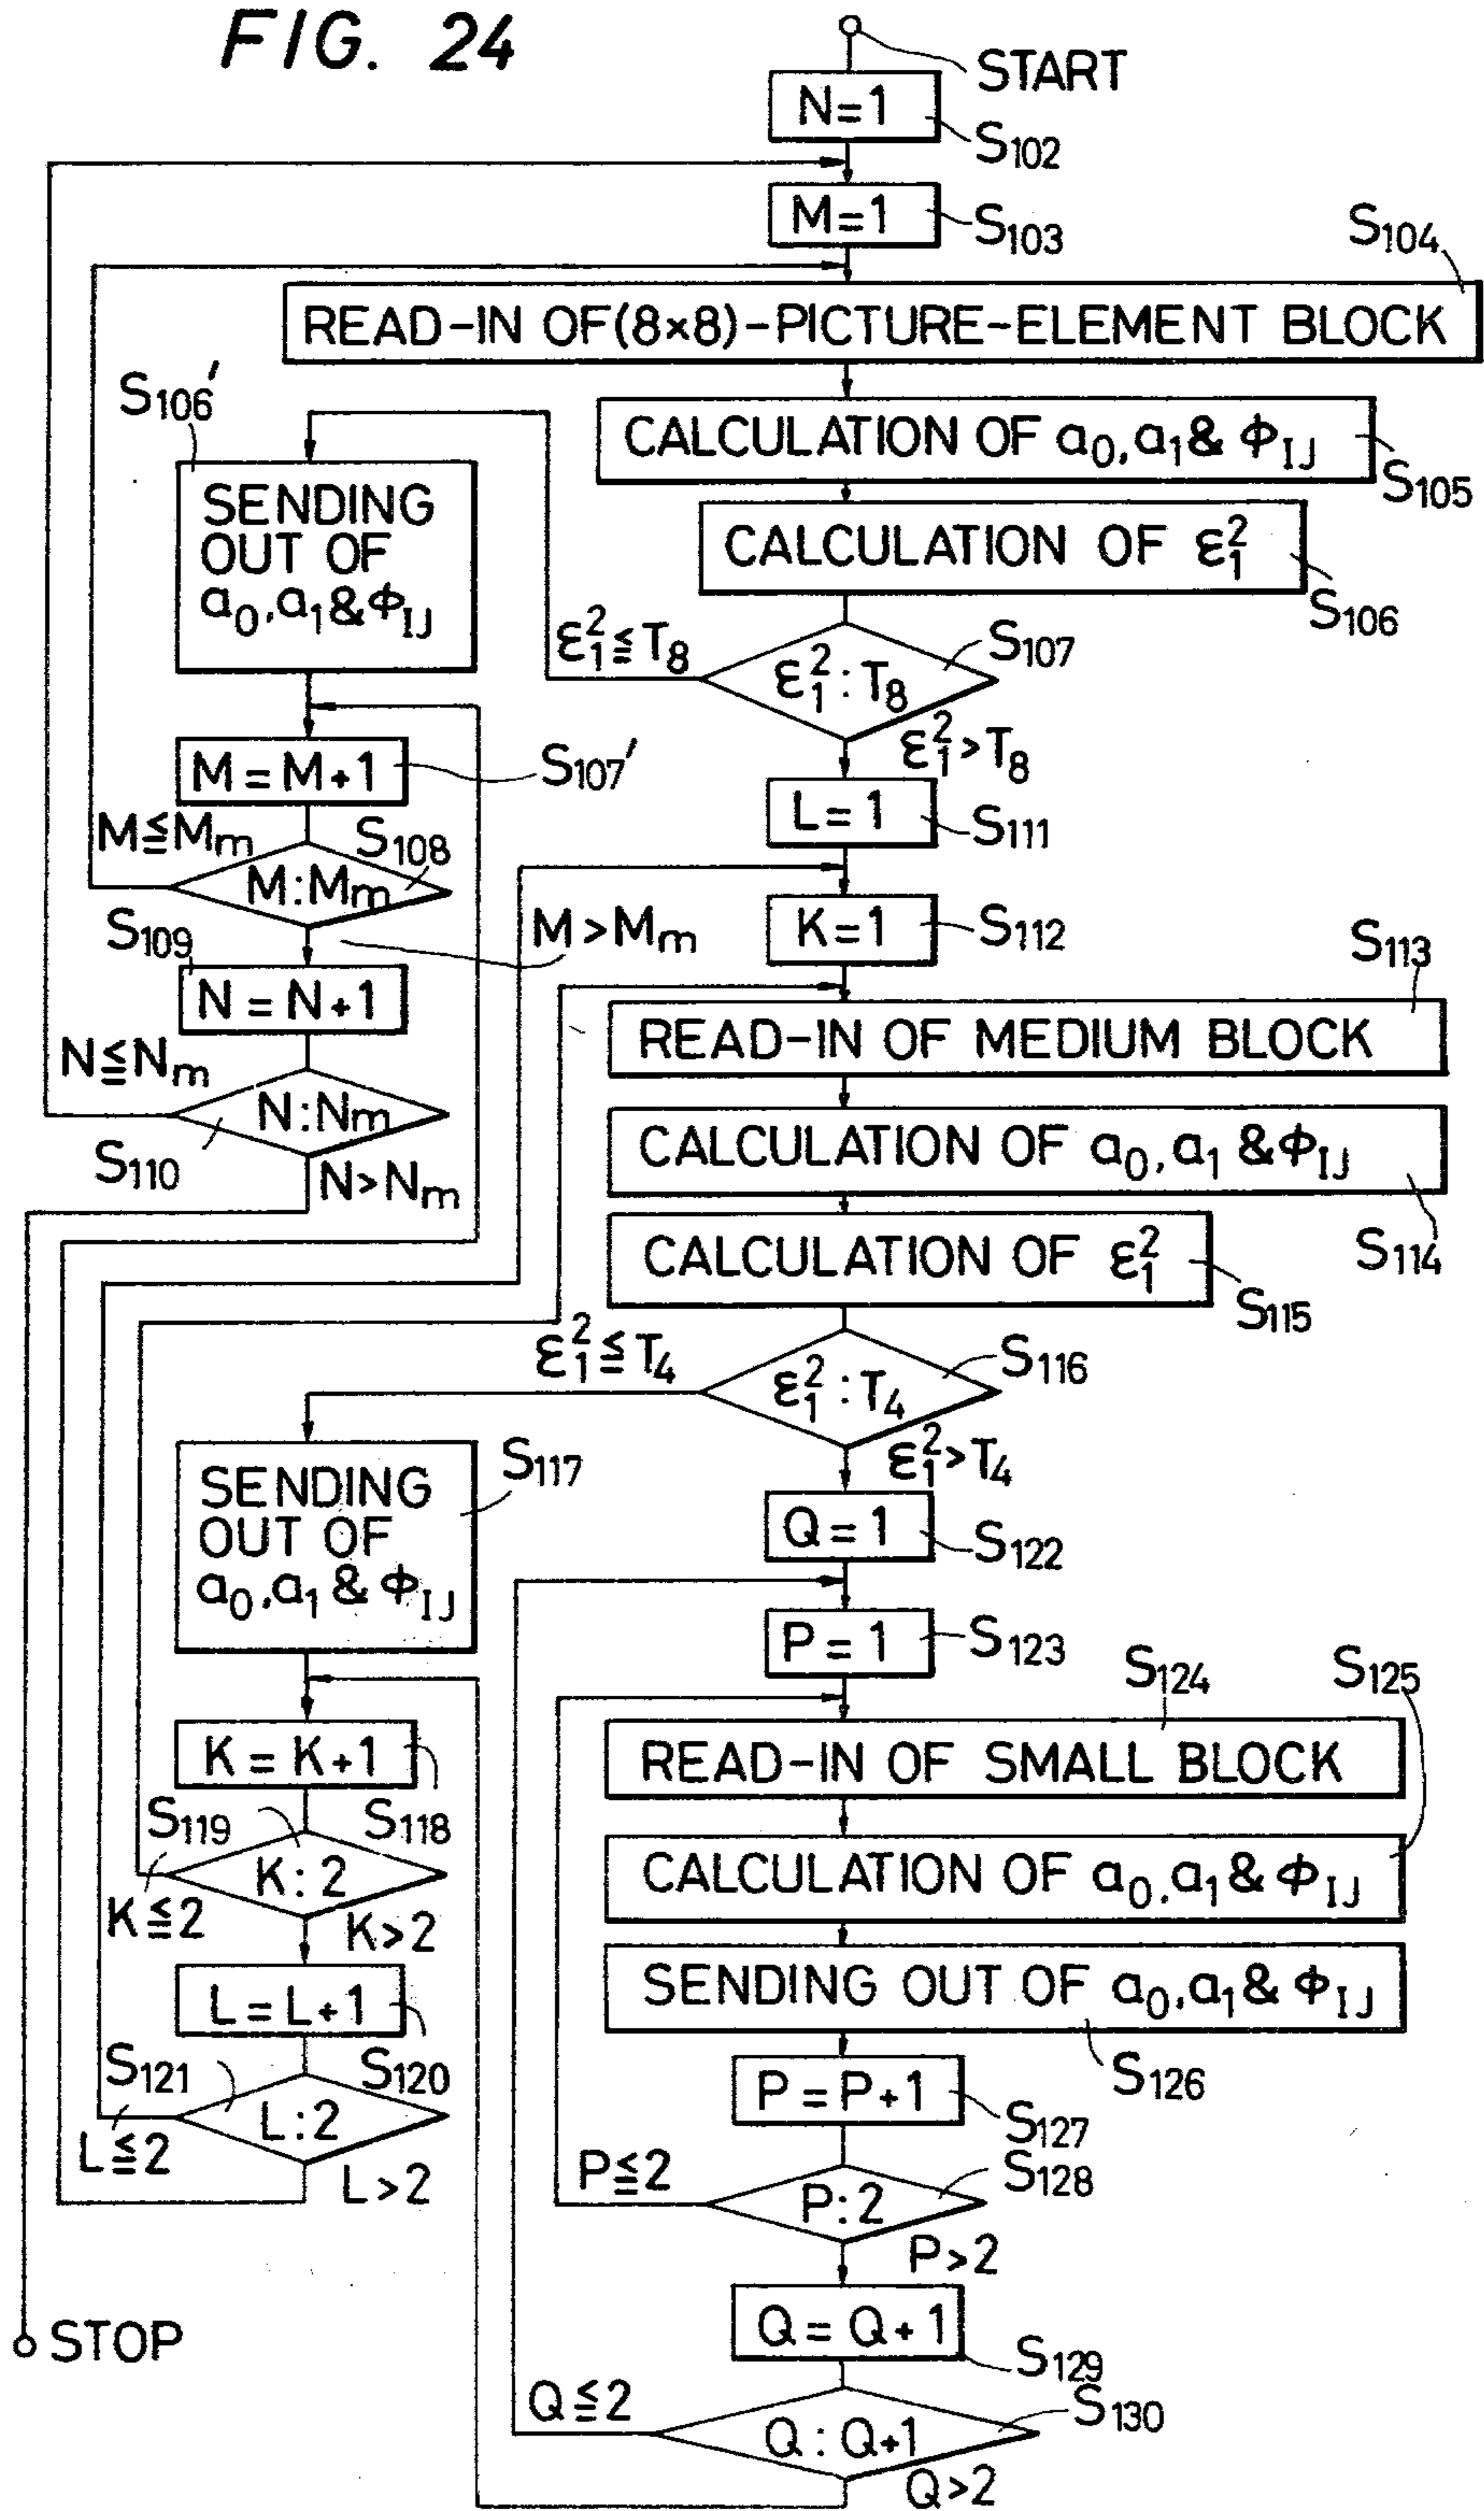 FIG. 24
START
N=1
S102
M=1
S103
S104
READ-IN OF(8×8)-PICTURE-ELEMENT BLOCK
S106'
CALCULATION OF a0,a1& ΦIJ
S105
SENDING
OUT OF
a0,a1&ΦIJ
CALCULATION OF ε1²
S106
ε1²≦T8
S107
ε1²:T8
ε1²>T8
M=M+1
S107'
L=1
S111
M≦Mm
S108
M:Mm
M>Mm
K=1
S112
S109
N=N+1
S113
READ-IN OF MEDIUM BLOCK
N≦Nm
N:Nm
S110
N>Nm
CALCULATION OF a0,a1 &ΦIJ
S114
CALCULATION OF ε1²
S115
ε1²≦T4
S116
ε1²:T4
ε1²>T4
S117
SENDING
OUT OF
a0,a1 & ΦIJ
Q=1
S122
P=1
S123
S124
S125
K=K+1
S118
READ-IN OF SMALL BLOCK
S119
K:2
K≦2
K>2
CALCULATION OF a0,a1& ΦIJ
L=L+1
S120
SENDING OUT OF a0,a1& ΦIJ
S126
S121
L:2
L≦2
L>2
P=P+1
S127
P≦2
S128
P:2
P>2
STOP
Q=Q+1
S129
Q≦2
S130
Q:Q+1
Q>2